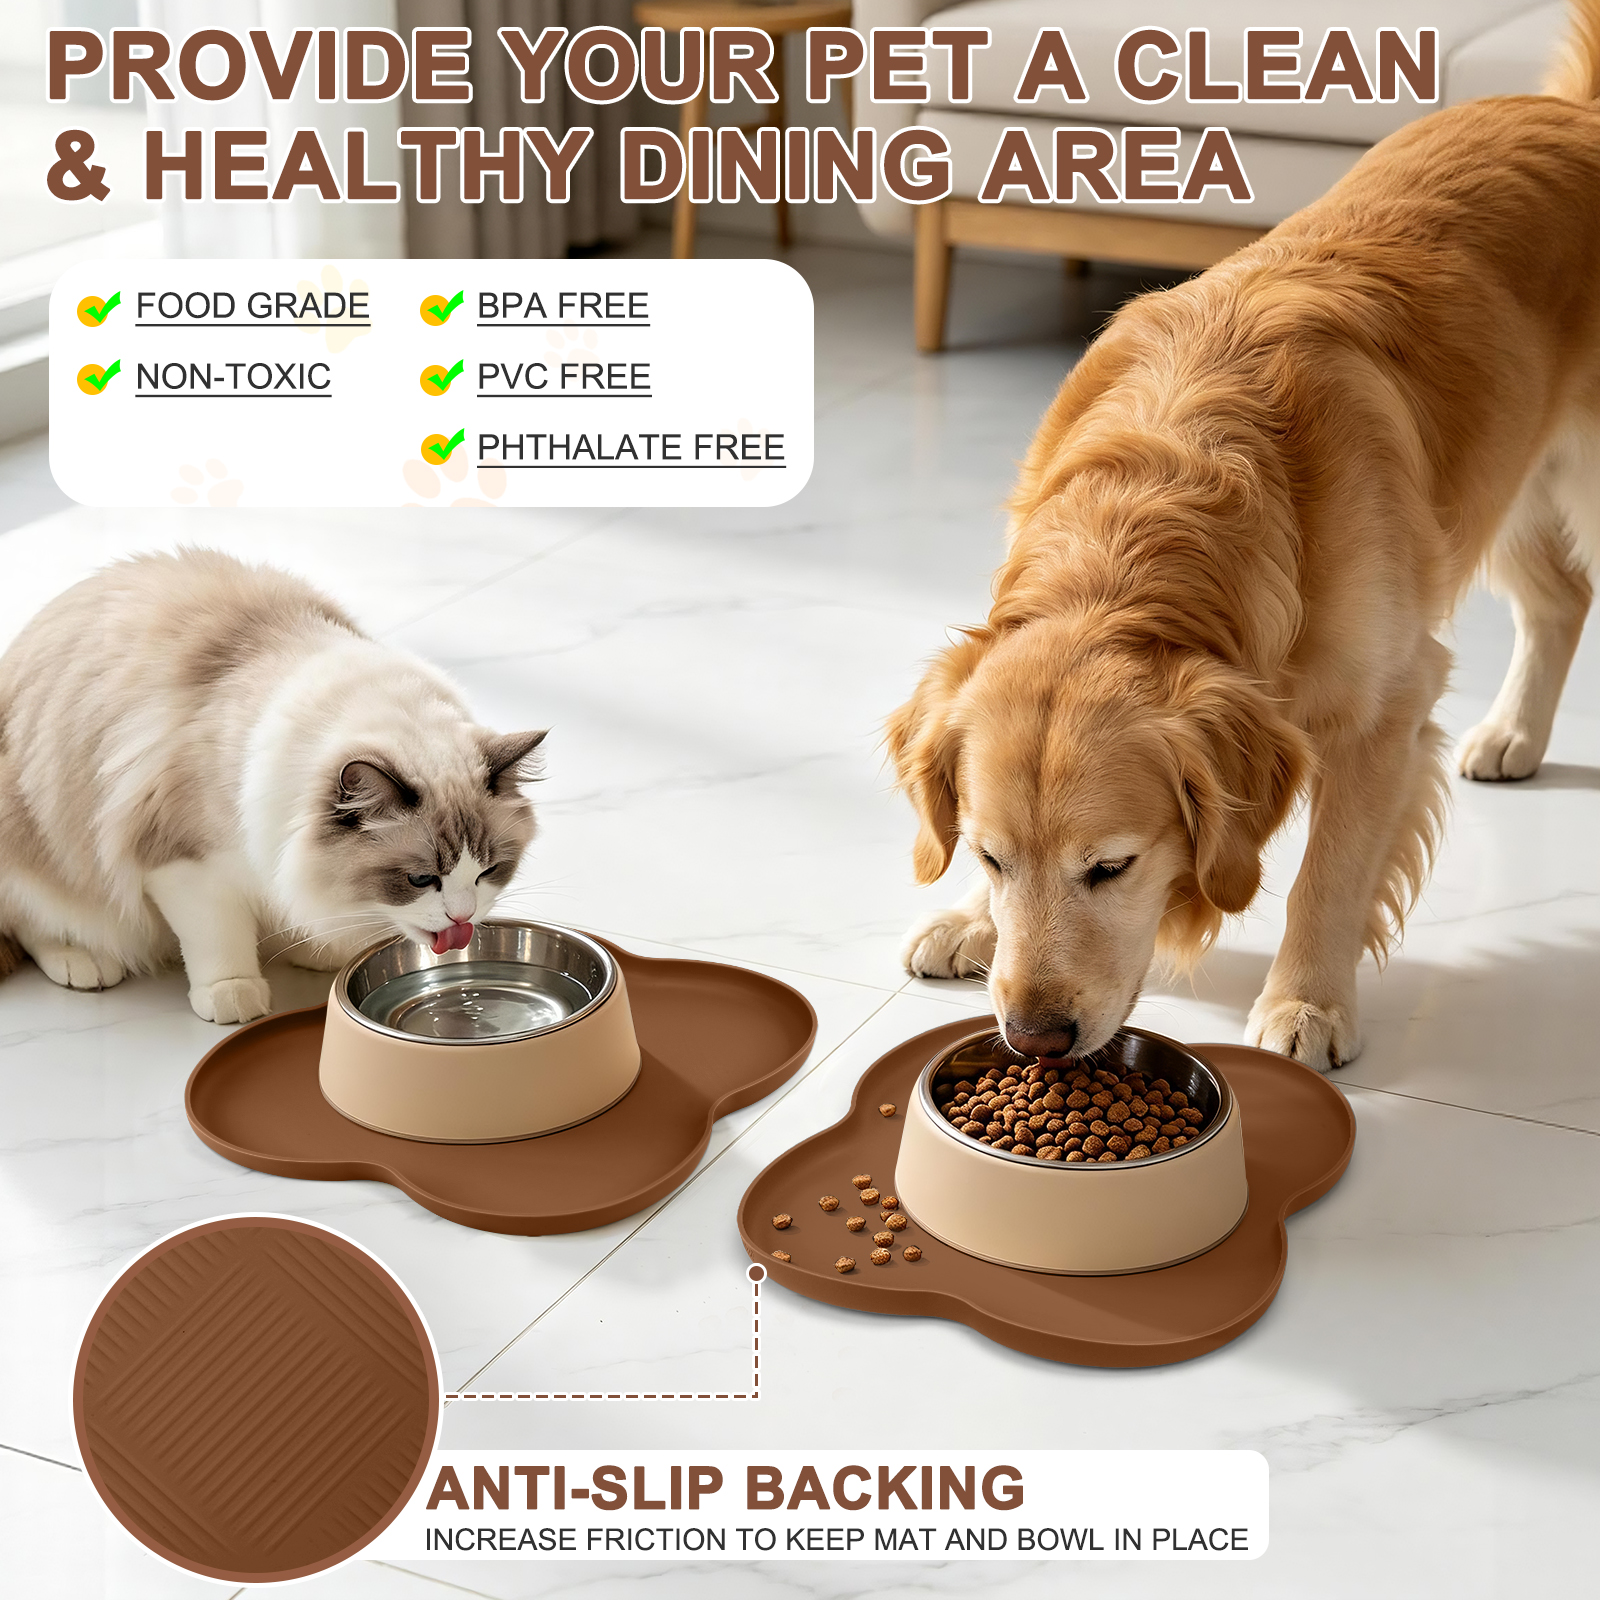 PROVIDE YOUR PET A CLEAN
& HEALTHY DINING AREA
FOOD GRADE
BPA FREE
NON-TOXIC
PVC FREE
PHTHALATE FREE
ANTI-SLIP BACKING
INCREASE FRICTION TO KEEP MAT AND BOWL IN PLACE